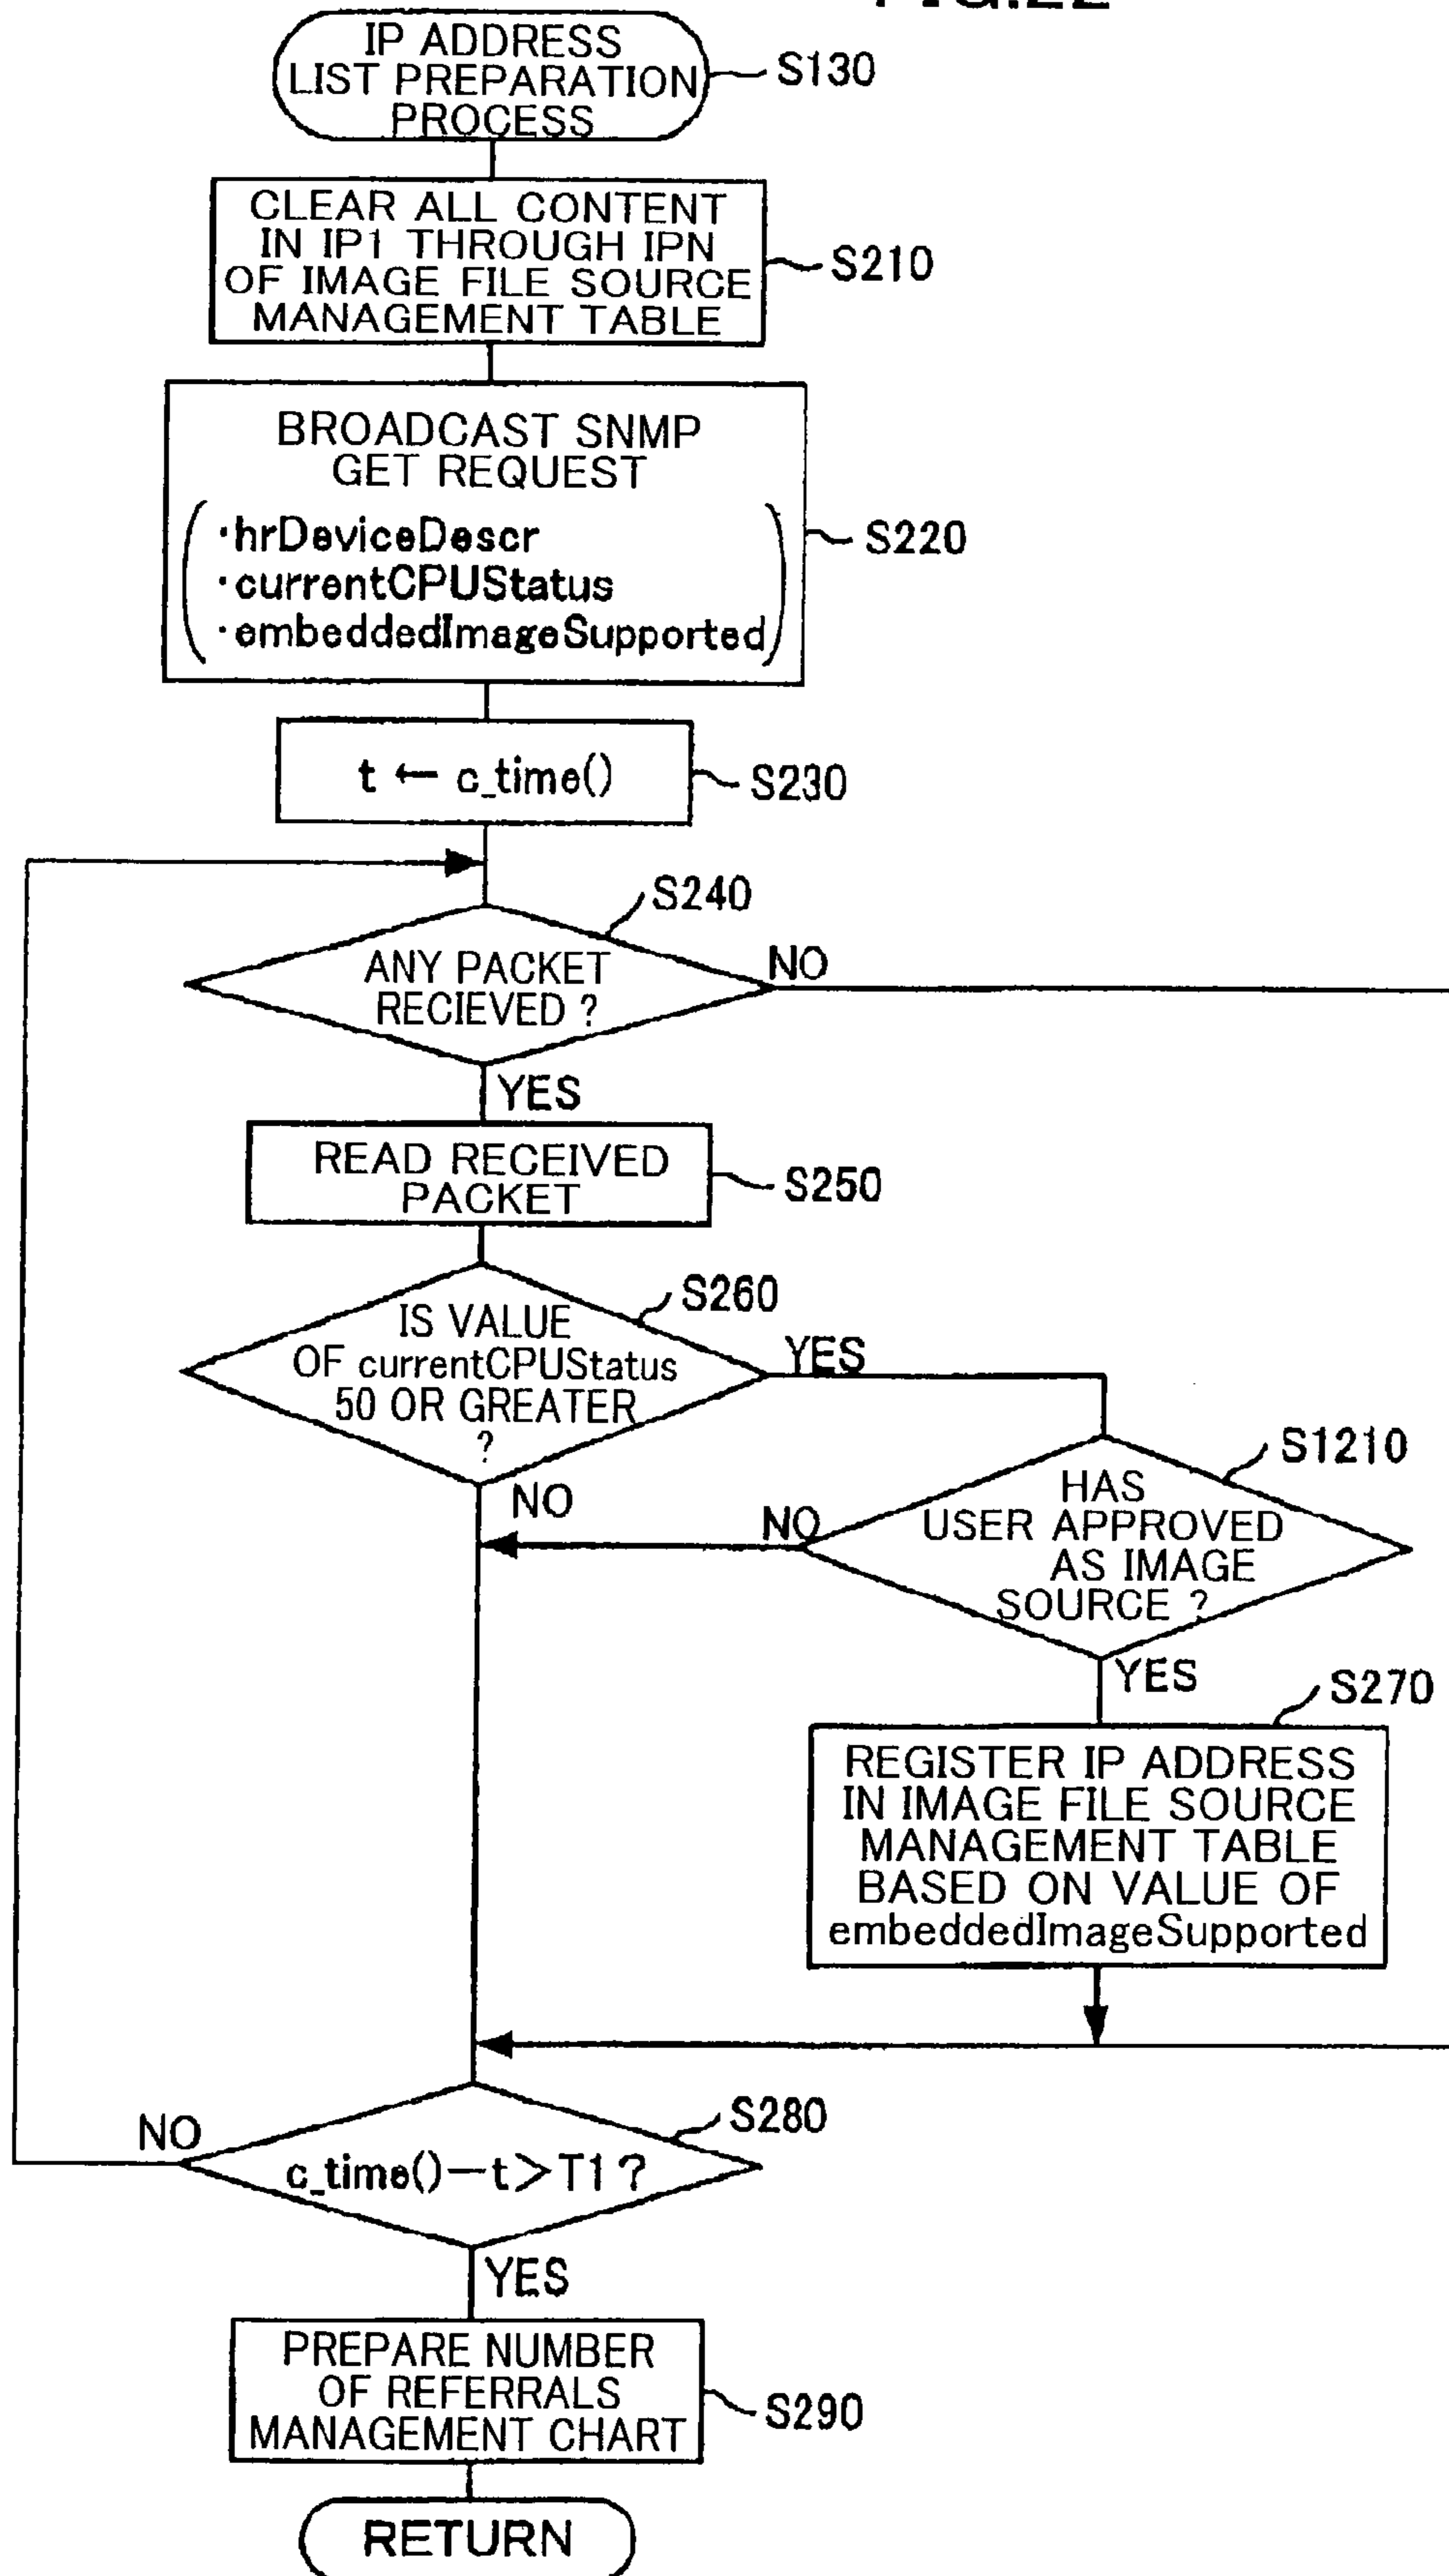 IP ADDRESS
LIST PREPARATION
PROCESS
S130
CLEAR ALL CONTENT
IN IP1 THROUGH IPN
OF IMAGE FILE SOURCE
MANAGEMENT TABLE
S210
BROADCAST SNMP
GET REQUEST
·hrDeviceDescr
·currentCPUStatus
·embeddedImageSupported
S220
t ← c_time()
S230
S240
ANY PACKET
RECIEVED ?
NO
YES
READ RECEIVED
PACKET
S250
S260
IS VALUE
OF currentCPUStatus
50 OR GREATER
?
YES
NO
S1210
HAS
USER APPROVED
AS IMAGE
SOURCE ?
NO
YES
S270
REGISTER IP ADDRESS
IN IMAGE FILE SOURCE
MANAGEMENT TABLE
BASED ON VALUE OF
embeddedImageSupported
S280
NO
c_time()−t>T1 ?
YES
PREPARE NUMBER
OF REFERRALS
MANAGEMENT CHART
S290
RETURN